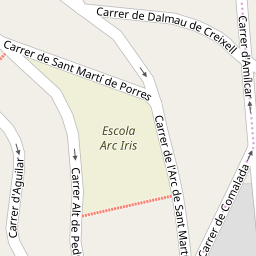 Carrer de Dalmau de Creixell
Carrer d'Amílcar
Carrer de Sant Martí de Porres
Escola
Arc Iris
Carrer de l'Arc de Sant Mart
Carrer d'Aguilar
Carrer Alt de Ped
Carrer de comalada